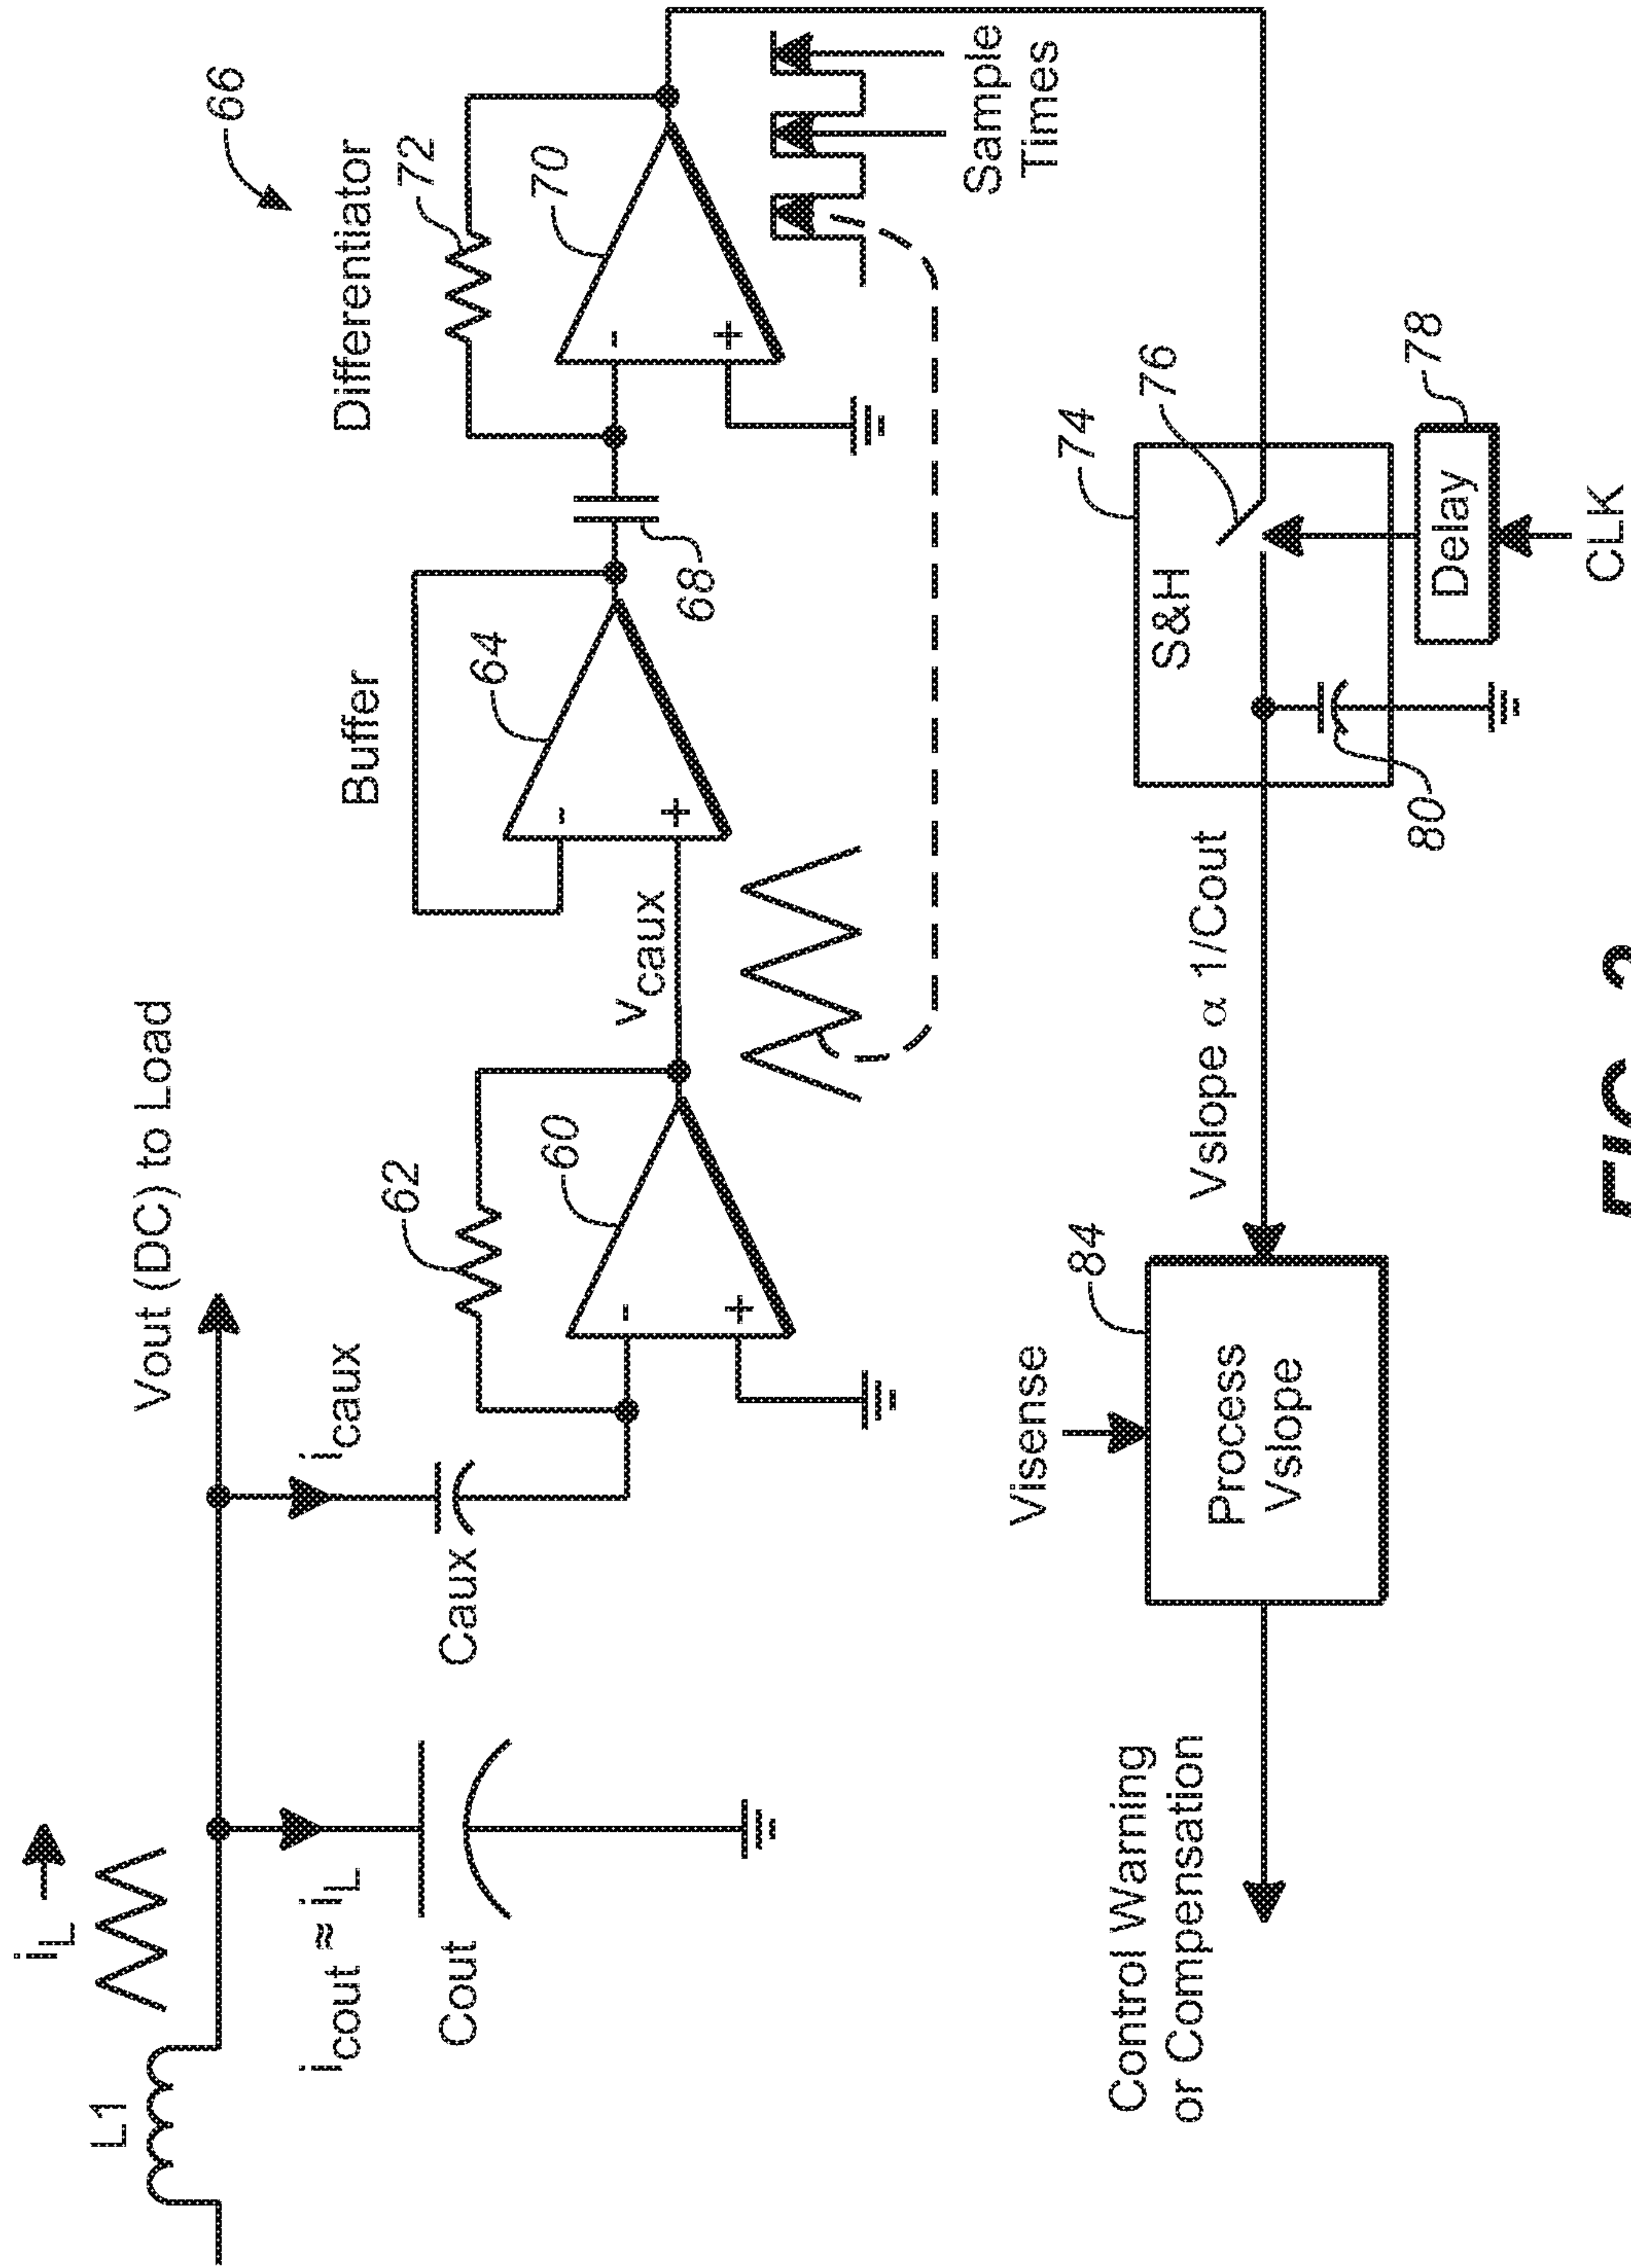 66
iL
L1
Vout (DC) to Load
icout ≈ iL
Cout
icaux
Caux
62
60
-
+
vcaux
Buffer
64
-
+
68
Differentiator
72
70
-
+
Sample
Times
Control Warning
or Compensation
Visense
84
Process
Vslope
Vslope α 1/Cout
S&H
74
76
80
Delay
78
CLK